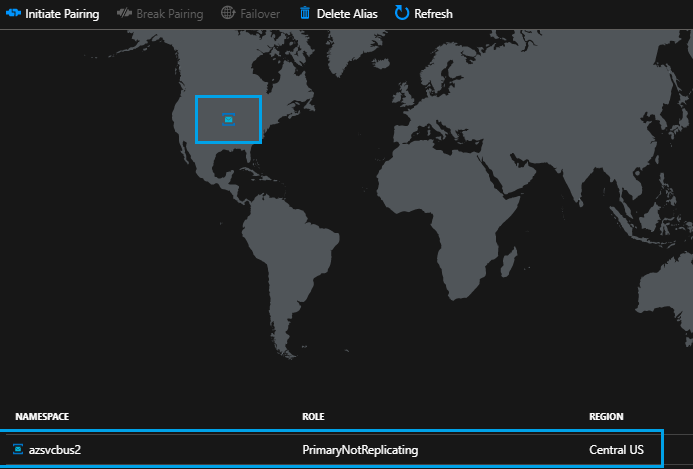 Initiate Pairing Break Pairing Failover Delete Alias Refresh
NAMESPACE ROLE REGION
azsvcbus2 PrimaryNotReplicating Central US